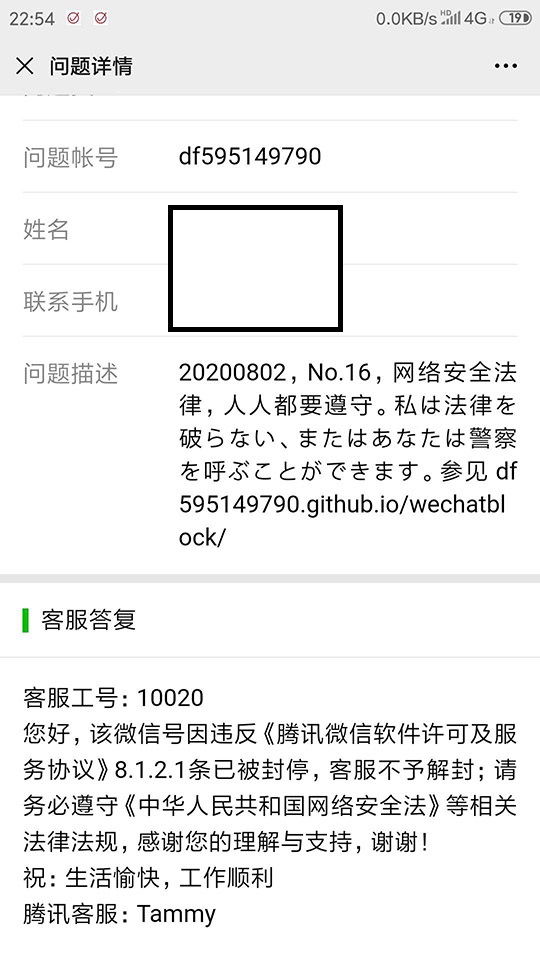 22:54 0.0KB/s HD 4G 19
问题详情
问题帐号 df595149790
姓名
联系手机
问题描述 20200802，No.16，网络安全法
律，人人都要遵守。私は法律を
破らない、またはあなたは警察
を呼ぶことができます。参见 df
595149790.github.io/wechatbl
ock/
客服答复
客服工号：10020
您好，该微信号因违反《腾讯微信软件许可及服
务协议》8.1.2.1条已被封停，客服不予解封；请
务必遵守《中华人民共和国网络安全法》等相关
法律法规，感谢您的理解与支持，谢谢！
祝：生活愉快，工作顺利
腾讯客服：Tammy